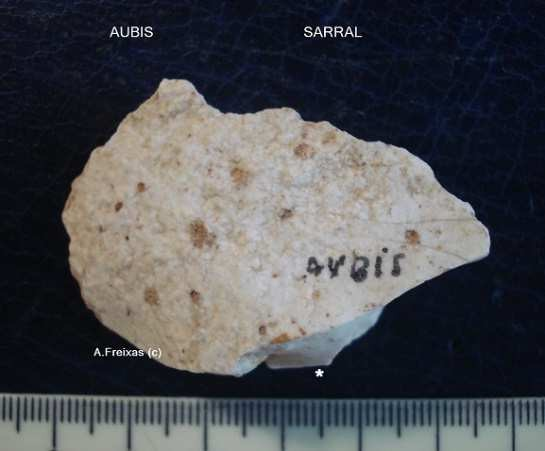 AUBIS SARRAL
AUBIS
A.Freixas (c)
*